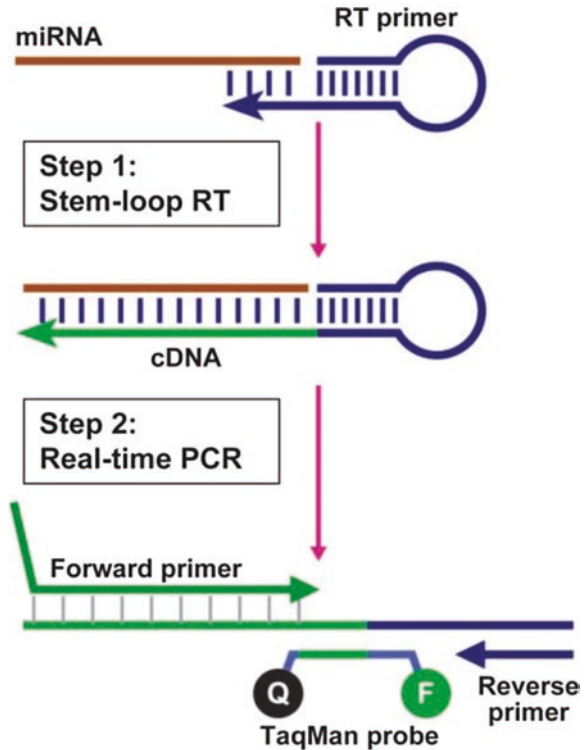 RT primer
miRNA
Step 1:
Stem-loop RT
cDNA
Step 2:
Real-time PCR
Forward primer
Q
F
Reverse
primer
TaqMan probe